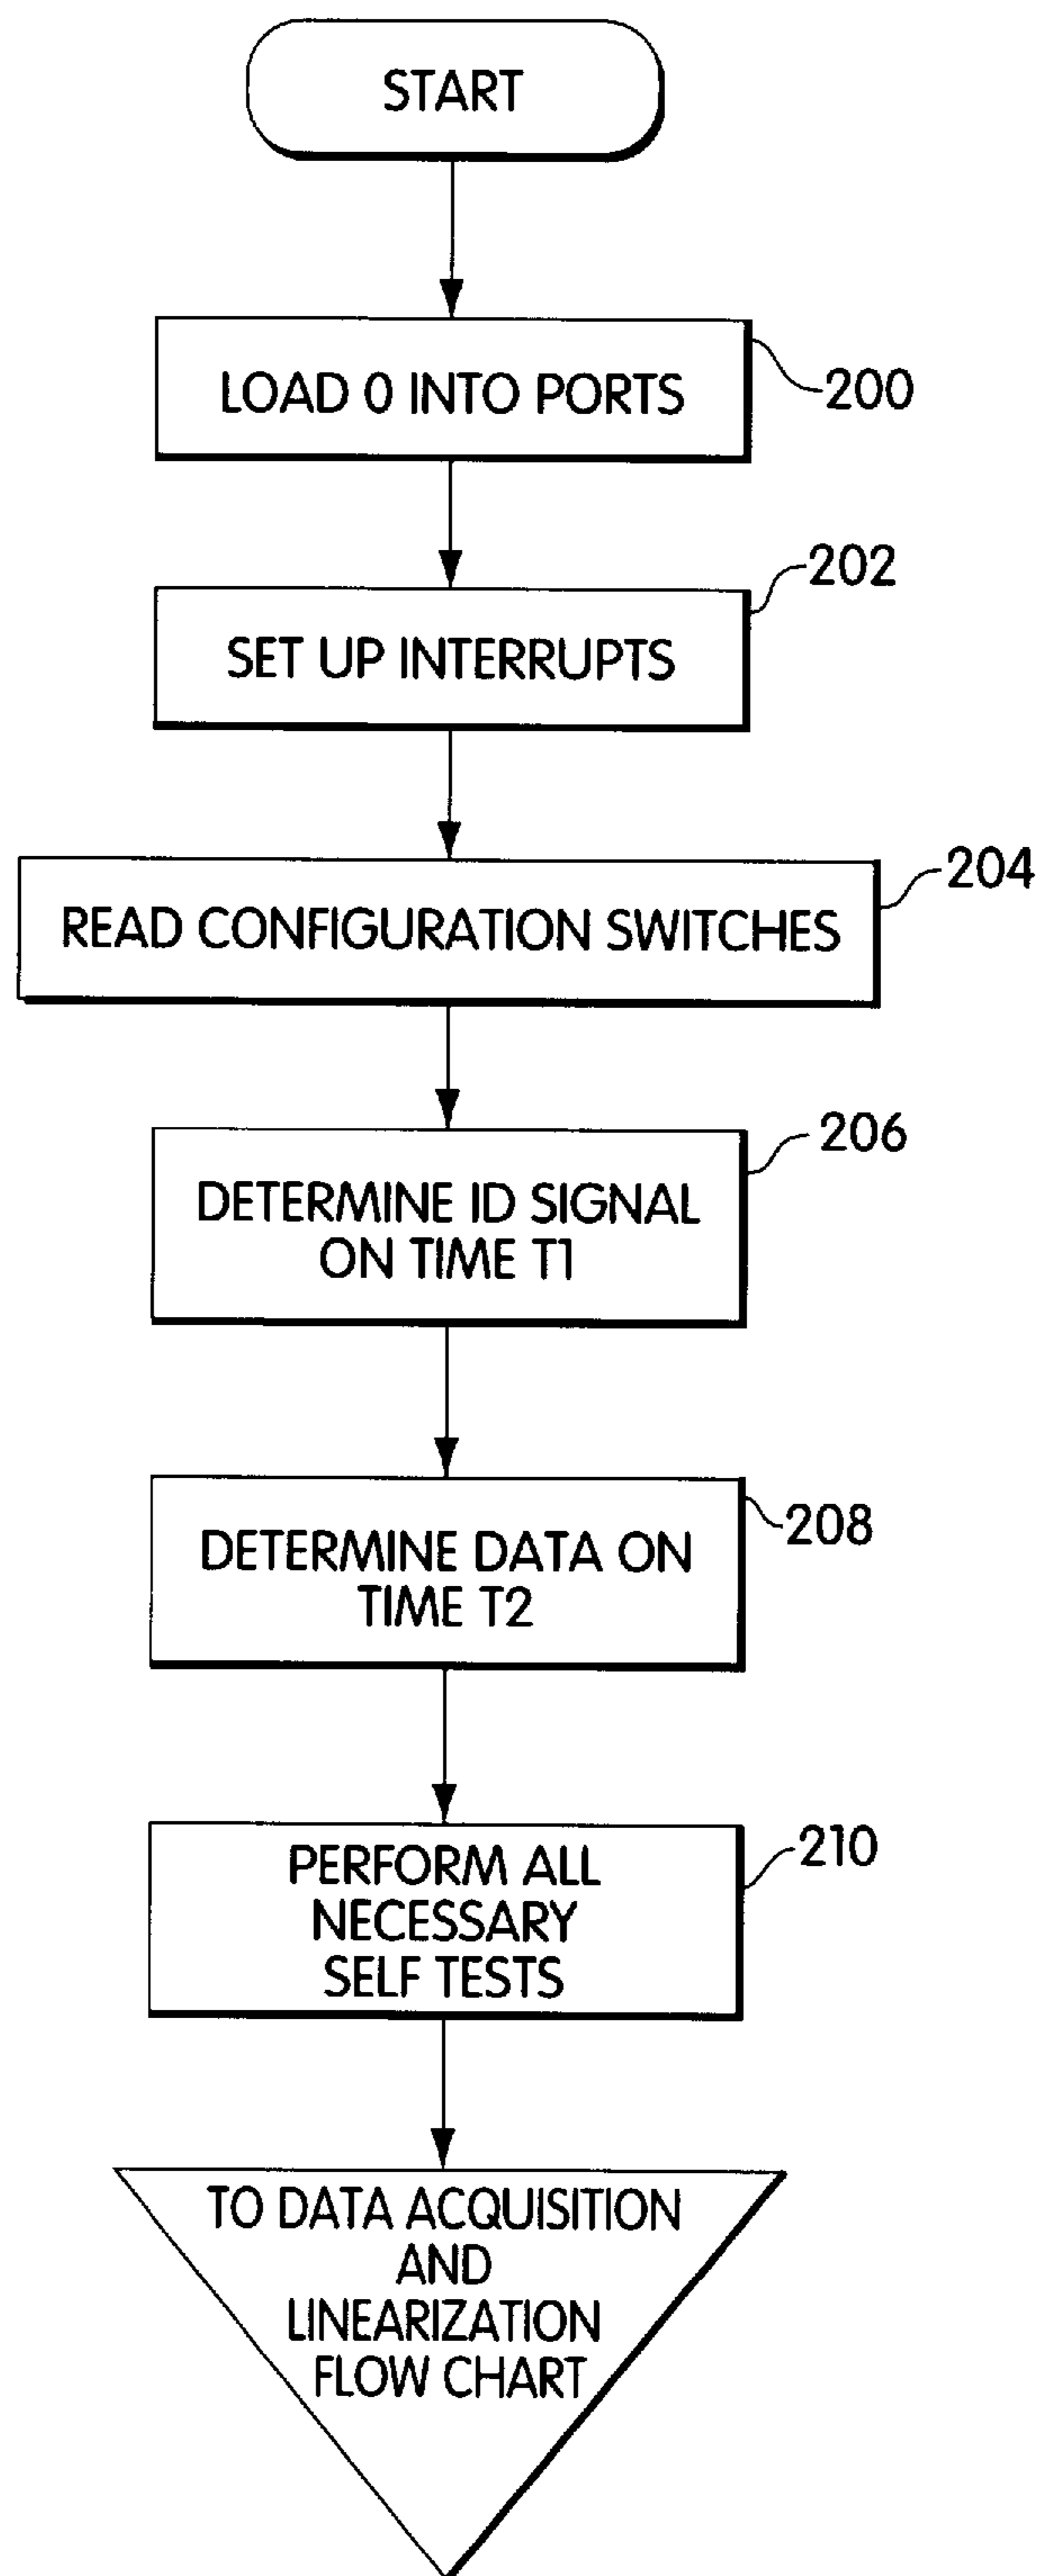 START
LOAD 0 INTO PORTS
200
SET UP INTERRUPTS
202
READ CONFIGURATION SWITCHES
204
DETERMINE ID SIGNAL
ON TIME T1
206
DETERMINE DATA ON
TIME T2
208
PERFORM ALL
NECESSARY
SELF TESTS
210
TO DATA ACQUISITION
AND
LINEARIZATION
FLOW CHART